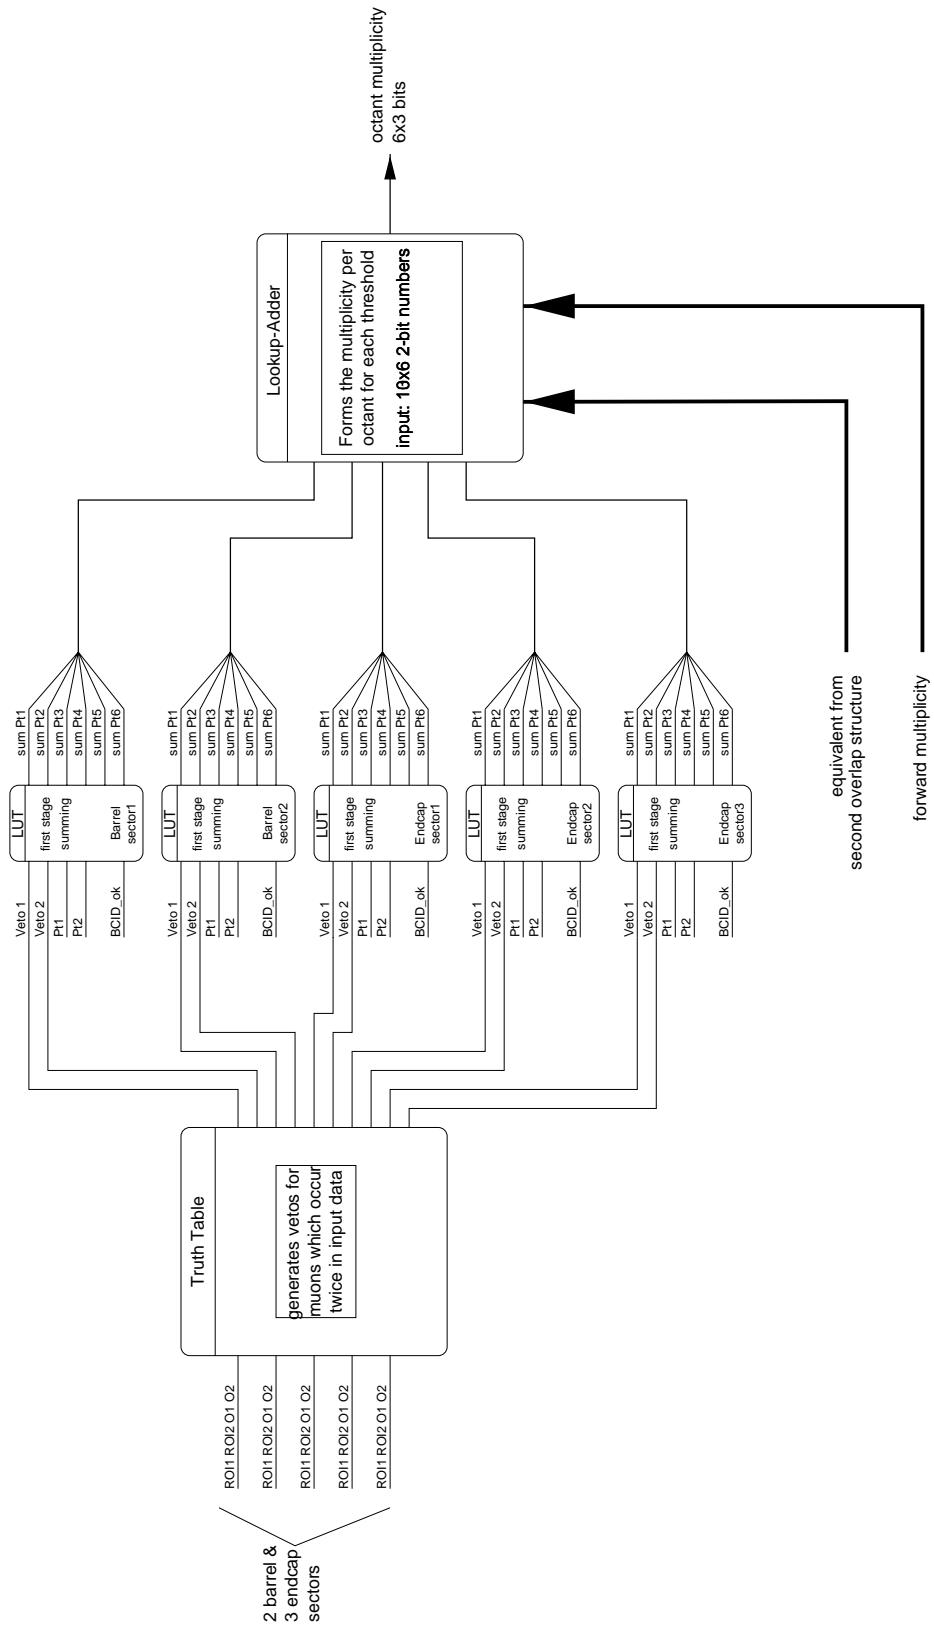 2 barrel &
3 endcap
sectors
ROI1 ROI2 O1 O2
ROI1 ROI2 O1 O2
ROI1 ROI2 O1 O2
ROI1 ROI2 O1 O2
ROI1 ROI2 O1 O2
Truth Table
generates vetos for
muons which occur
twice in input data
Veto 1
Veto 2
Pt1
Pt2
BCID_ok
LUT
first stage
summing
Barrel
sector1
sum Pt1
sum Pt2
sum Pt3
sum Pt4
sum Pt5
sum Pt6
Veto 1
Veto 2
Pt1
Pt2
BCID_ok
LUT
first stage
summing
Barrel
sector2
sum Pt1
sum Pt2
sum Pt3
sum Pt4
sum Pt5
sum Pt6
Veto 1
Veto 2
Pt1
Pt2
BCID_ok
LUT
first stage
summing
Endcap
sector1
sum Pt1
sum Pt2
sum Pt3
sum Pt4
sum Pt5
sum Pt6
Veto 1
Veto 2
Pt1
Pt2
BCID_ok
LUT
first stage
summing
Endcap
sector2
sum Pt1
sum Pt2
sum Pt3
sum Pt4
sum Pt5
sum Pt6
Veto 1
Veto 2
Pt1
Pt2
BCID_ok
LUT
first stage
summing
Endcap
sector3
sum Pt1
sum Pt2
sum Pt3
sum Pt4
sum Pt5
sum Pt6
equivalent from
second overlap structure
forward multiplicity
Lookup-Adder
Forms the multiplicity per
octant for each threshold
input: 10x6 2-bit numbers
octant multiplicity
6x3 bits